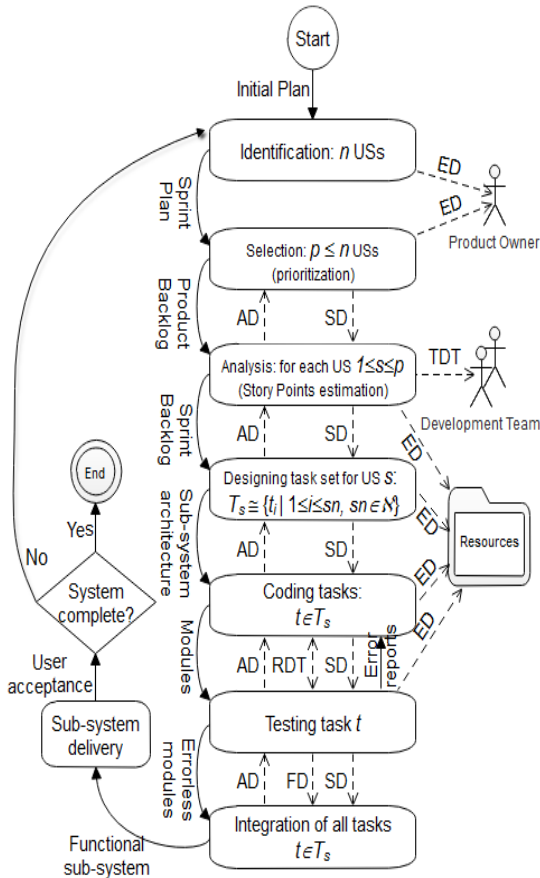 Start
Initial Plan
Identification: n USs
ED
ED
Product Owner
Sprint
Plan
Selection: p ≤ n USs
(prioritization)
Product
Backlog
AD
SD
Analysis: for each US 1≤s≤p
(Story Points estimation)
TDT
Development Team
Sprint
Backlog
AD
SD
ED
Designing task set for US s:
Tₛ ≅ {tᵢ | 1≤i≤sn, sn∈ℵ}
ED
Resources
End
Yes
No
Sub-system
architecture
AD
SD
ED
System
complete?
Coding tasks:
t∈Tₛ
ED
Modules
AD
RDT
SD
Error
reports
User
acceptance
Sub-system
delivery
Testing task t
Errorless
modules
AD
FD
SD
Functional
sub-system
Integration of all tasks
t∈Tₛ